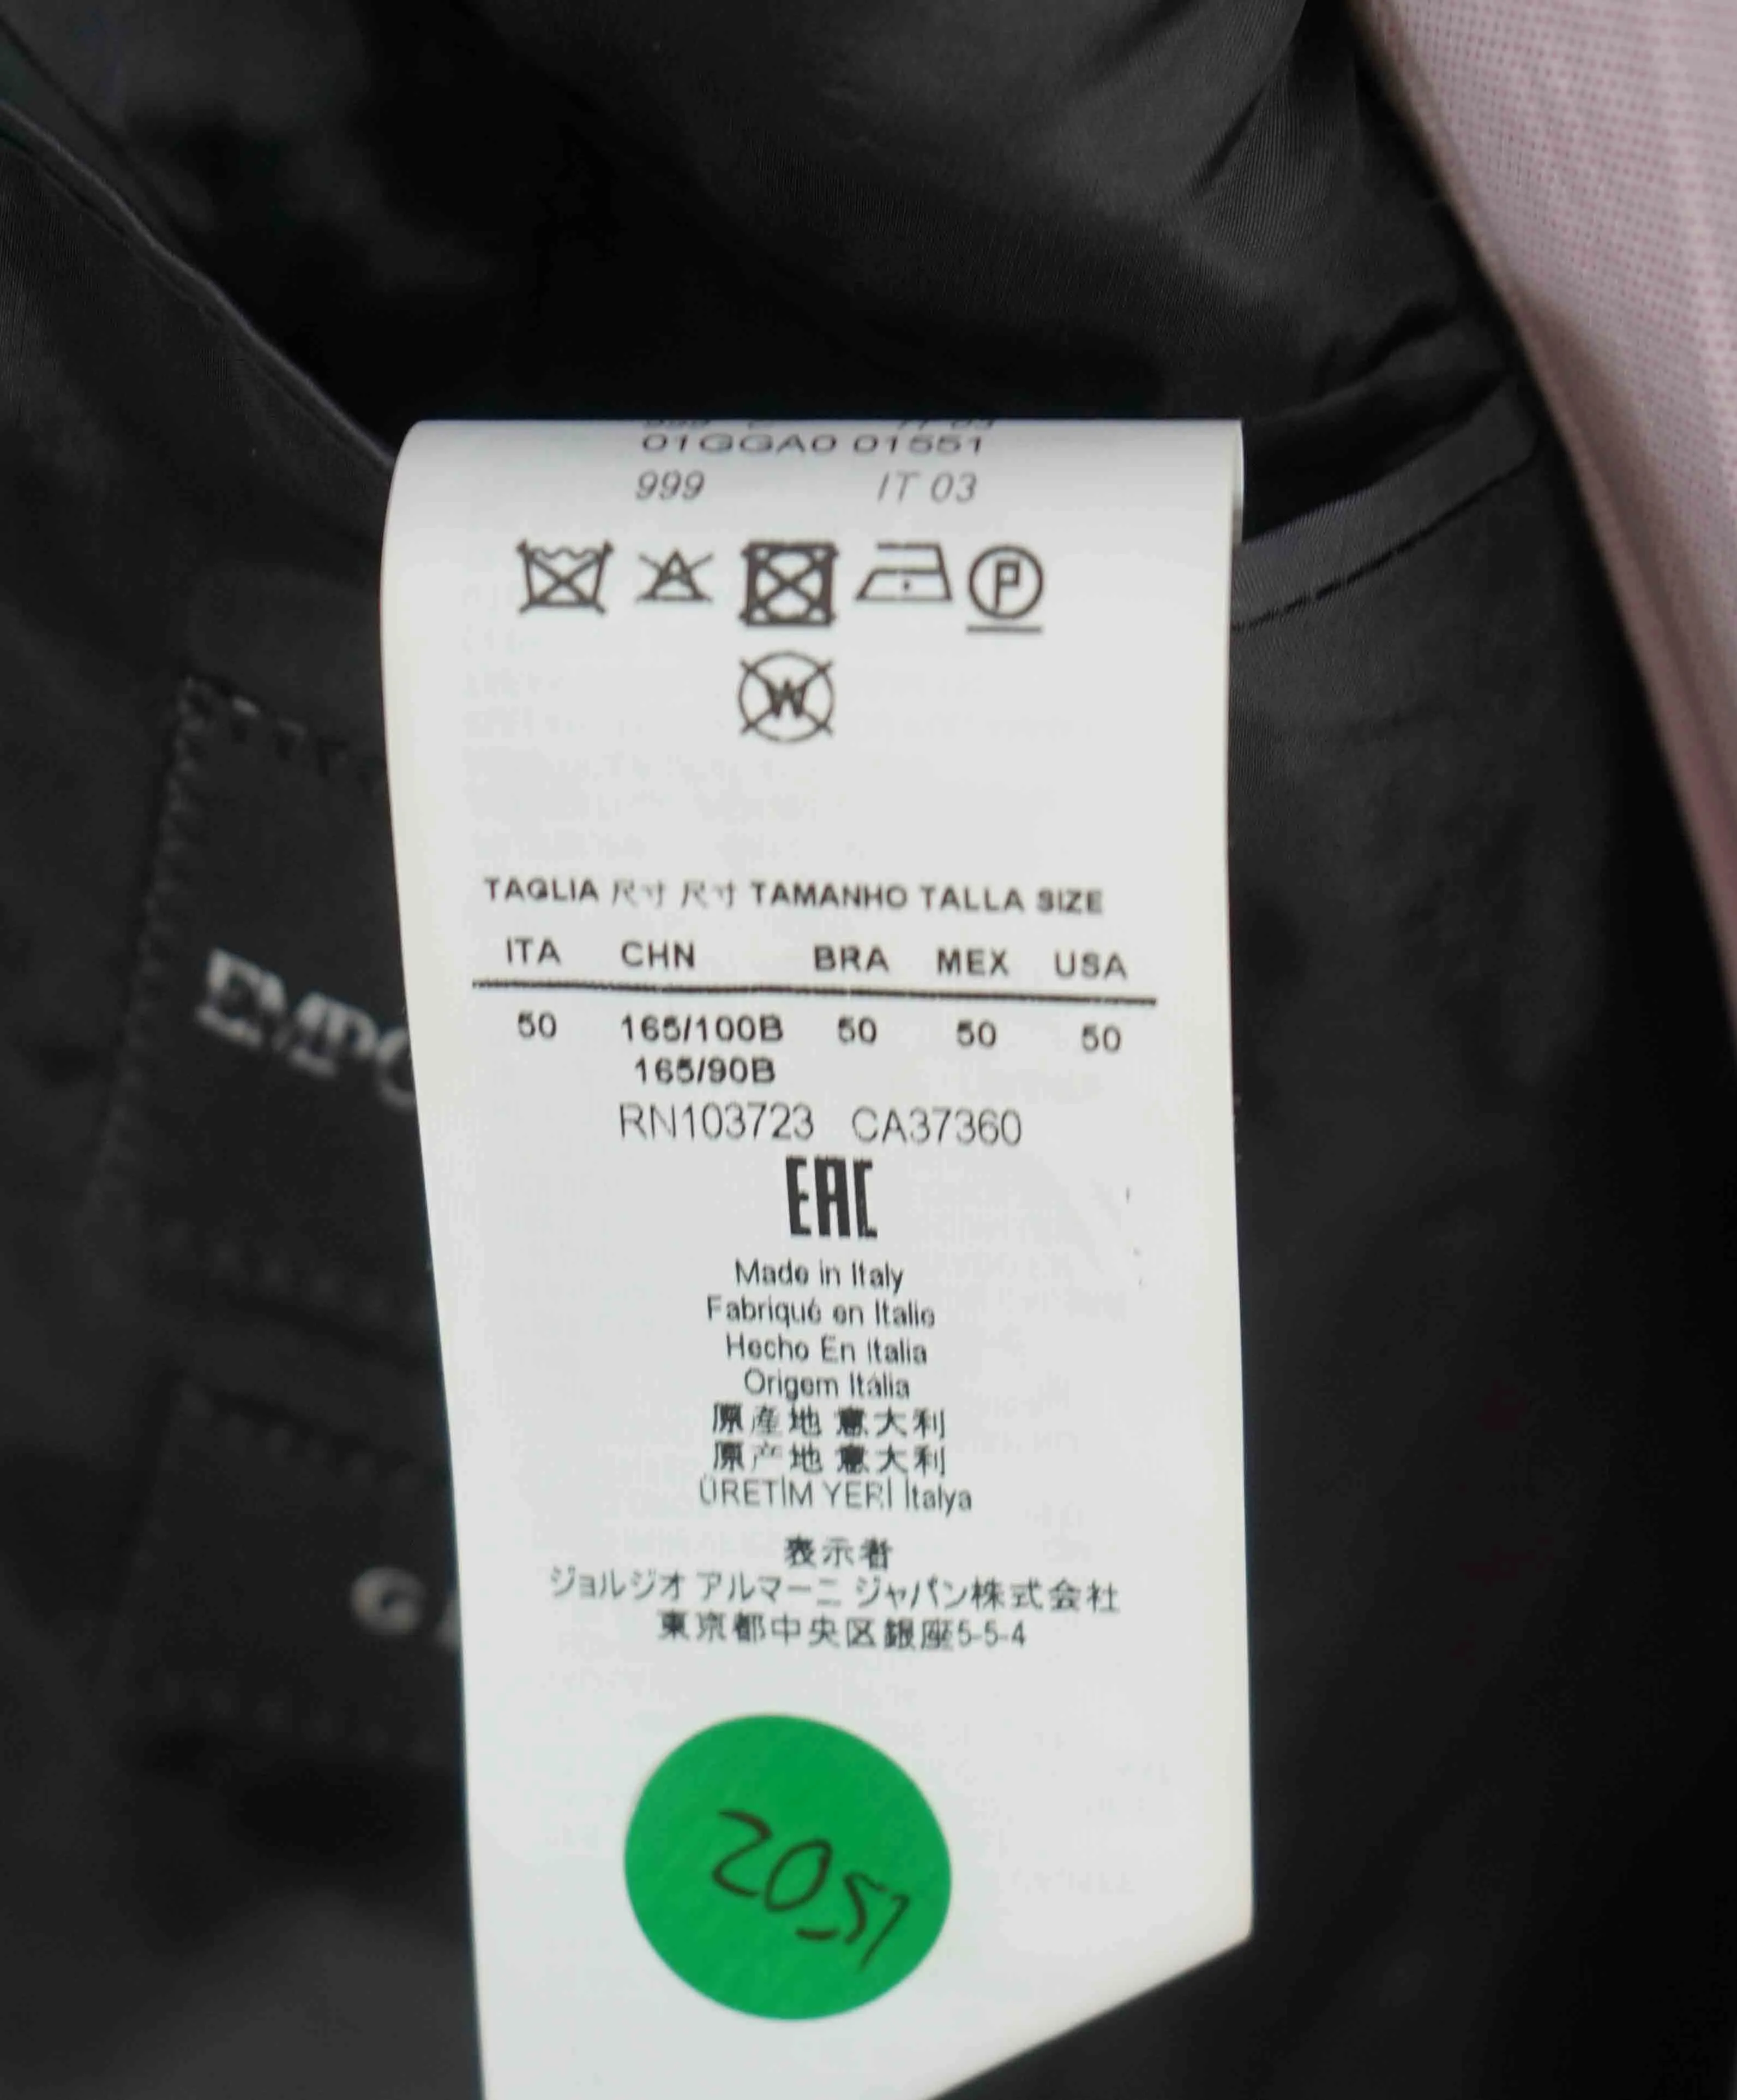 01GGA0 01551
999 IT 03
P
W
TAGLIA 尺寸 尺寸 TAMANHO TALLA SIZE
ITA CHN BRA MEX USA
50 165/100B 50 50 50
165/90B
RN103723 CA37360
EAC
Made in Italy
Fabriqué en Italie
Hecho En Italia
Origem Itália
原產地 意大利
原产地 意大利
ÜRETİM YERİ İtalya
表示者
ジョルジオ アルマーニ ジャパン株式会社
東京都中央区銀座5-5-4
2051
EMPO
G